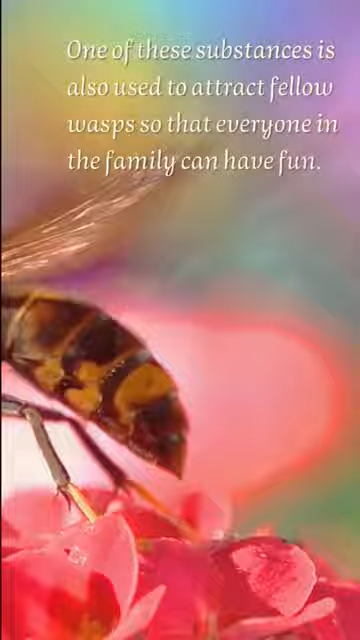 One of these substances is
also used to attract fellow
wasps so that everyone in
the family can have fun.